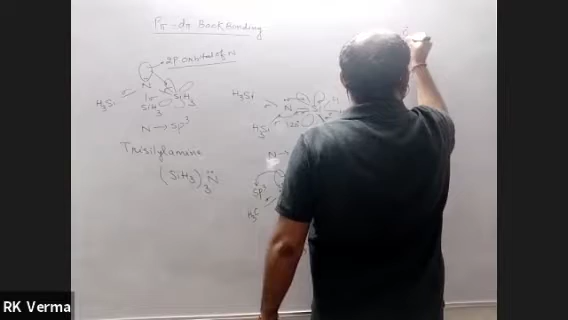 Pπ-dπ Back Bonding
2P orbital of N
N
H3Si
SiH3
SiH3
N → SP3
Trisilylamine
(SiH3)3 N̈
H3Si
N
Si
H3Si
120°
N →
SP3
H3C
RK Verma